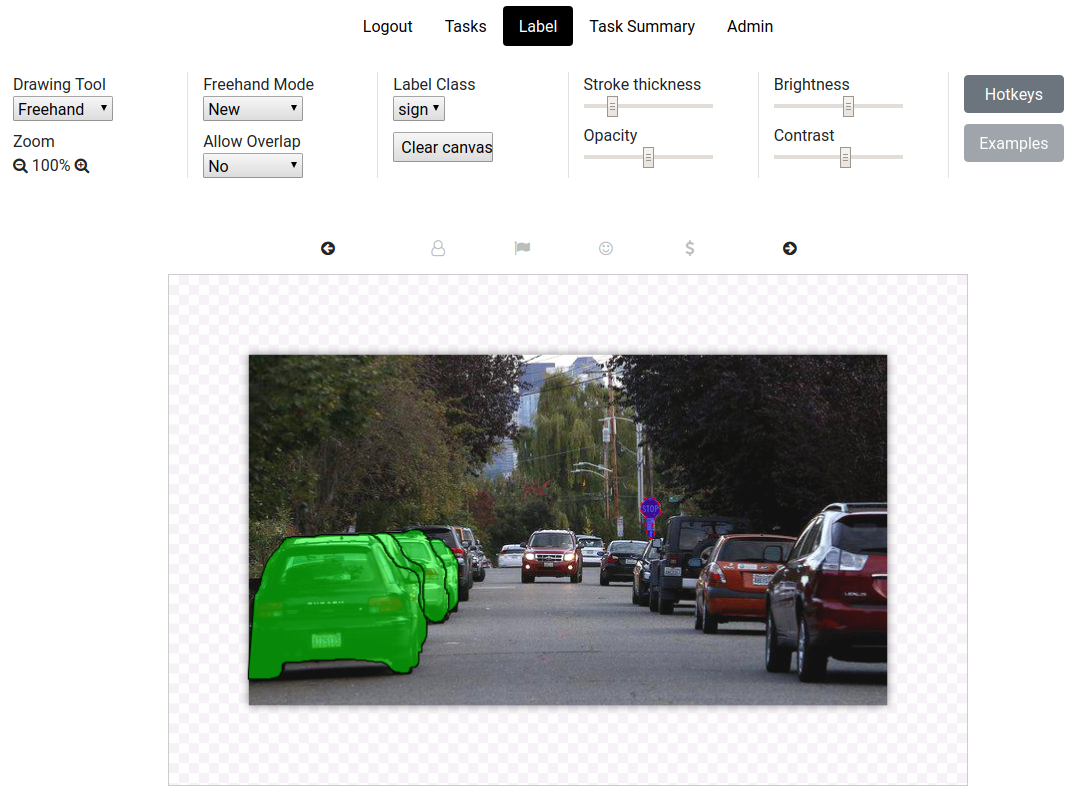 Logout Tasks Label Task Summary Admin
Drawing Tool Freehand Mode Label Class Stroke thickness Brightness
Freehand New sign Hotkeys
Zoom Allow Overlap Clear canvas Opacity Contrast Examples
100% No
STOP